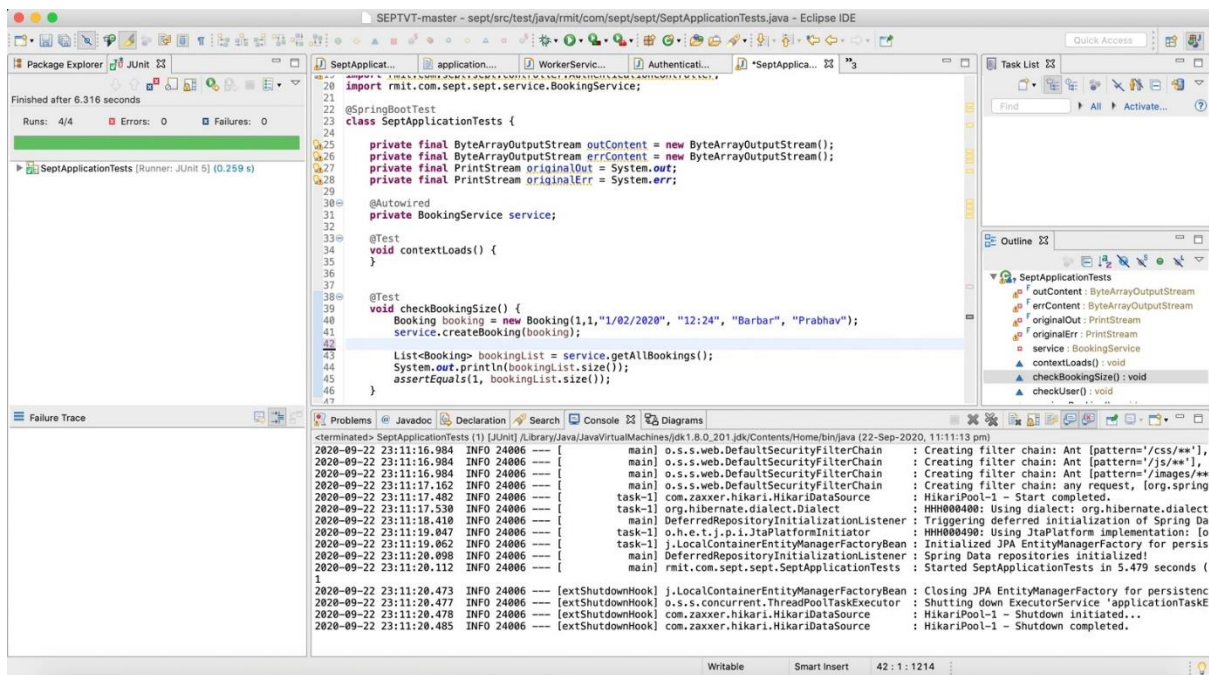 SEPTVT-master - sept/src/test/java/rmit/com/sept/sept/SeptApplicationTests.java - Eclipse IDE
Quick Access
Package Explorer JUnit
Finished after 6.316 seconds
Runs: 4/4 Errors: 0 Failures: 0
SeptApplicationTests [Runner: JUnit 5] (0.259 s)
Failure Trace
SeptApplicat... application.... WorkerServic... Authenticati... *SeptApplica... 3
import rmit.com.sept.sept.controller.AuthenticationController;
20 import rmit.com.sept.sept.service.BookingService;
21
22 @SpringBootTest
23 class SeptApplicationTests {
24
25 private final ByteArrayOutputStream outContent = new ByteArrayOutputStream();
26 private final ByteArrayOutputStream errContent = new ByteArrayOutputStream();
27 private final PrintStream originalOut = System.out;
28 private final PrintStream originalErr = System.err;
29
30 @Autowired
31 private BookingService service;
32
33 @Test
34 void contextLoads() {
35 }
36
37
38 @Test
39 void checkBookingSize() {
40 Booking booking = new Booking(1,1,"1/02/2020", "12:24", "Barbar", "Prabhav");
41 service.createBooking(booking);
42
43 List<Booking> bookingList = service.getAllBookings();
44 System.out.println(bookingList.size());
45 assertEquals(1, bookingList.size());
46 }
47
Task List
Find All Activate...
Outline
SeptApplicationTests
outContent : ByteArrayOutputStream
errContent : ByteArrayOutputStream
originalOut : PrintStream
originalErr : PrintStream
service : BookingService
contextLoads() : void
checkBookingSize() : void
checkUser() : void
Problems Javadoc Declaration Search Console Diagrams
<terminated> SeptApplicationTests (1) [JUnit] /Library/Java/JavaVirtualMachines/jdk1.8.0_201.jdk/Contents/Home/bin/java (22-Sep-2020, 11:11:13 pm)
2020-09-22 23:11:16.984 INFO 24006 --- [ main] o.s.s.web.DefaultSecurityFilterChain : Creating filter chain: Ant [pattern='/css/**'],
2020-09-22 23:11:16.984 INFO 24006 --- [ main] o.s.s.web.DefaultSecurityFilterChain : Creating filter chain: Ant [pattern='/js/**'],
2020-09-22 23:11:16.984 INFO 24006 --- [ main] o.s.s.web.DefaultSecurityFilterChain : Creating filter chain: Ant [pattern='/images/**
2020-09-22 23:11:17.162 INFO 24006 --- [ main] o.s.s.web.DefaultSecurityFilterChain : Creating filter chain: any request, [org.spring
2020-09-22 23:11:17.482 INFO 24006 --- [ task-1] com.zaxxer.hikari.HikariDataSource : HikariPool-1 - Start completed.
2020-09-22 23:11:17.530 INFO 24006 --- [ task-1] org.hibernate.dialect.Dialect : HHH000400: Using dialect: org.hibernate.dialect
2020-09-22 23:11:18.410 INFO 24006 --- [ main] DeferredRepositoryInitializationListener : Triggering deferred initialization of Spring Da
2020-09-22 23:11:19.047 INFO 24006 --- [ task-1] o.h.e.t.j.p.i.JtaPlatformInitiator : HHH000490: Using JtaPlatform implementation: [o
2020-09-22 23:11:19.062 INFO 24006 --- [ task-1] j.LocalContainerEntityManagerFactoryBean : Initialized JPA EntityManagerFactory for persis
2020-09-22 23:11:20.098 INFO 24006 --- [ main] DeferredRepositoryInitializationListener : Spring Data repositories initialized!
2020-09-22 23:11:20.112 INFO 24006 --- [ main] rmit.com.sept.sept.SeptApplicationTests : Started SeptApplicationTests in 5.479 seconds (
1
2020-09-22 23:11:20.473 INFO 24006 --- [extShutdownHook] j.LocalContainerEntityManagerFactoryBean : Closing JPA EntityManagerFactory for persistenc
2020-09-22 23:11:20.477 INFO 24006 --- [extShutdownHook] o.s.s.concurrent.ThreadPoolTaskExecutor : Shutting down ExecutorService 'applicationTaskE
2020-09-22 23:11:20.478 INFO 24006 --- [extShutdownHook] com.zaxxer.hikari.HikariDataSource : HikariPool-1 - Shutdown initiated...
2020-09-22 23:11:20.485 INFO 24006 --- [extShutdownHook] com.zaxxer.hikari.HikariDataSource : HikariPool-1 - Shutdown completed.
Writable Smart Insert 42 : 1 : 1214